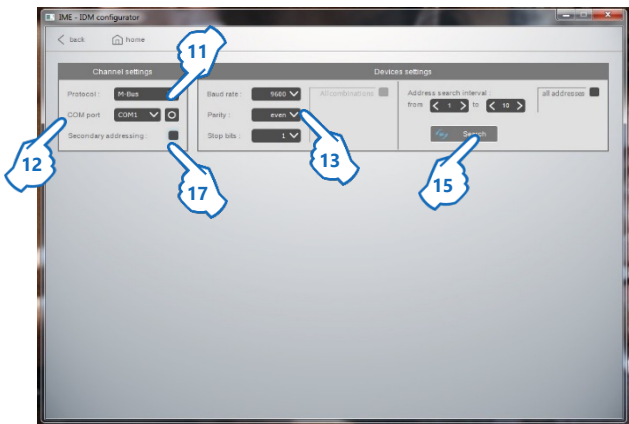 IME - IDM configurator
back home
11
Channel settings
Protocol : M-Bus
COM port COM1
Secondary addressing :
12
17
Devices settings
Baud rate : 9600 All combinations
Parity : even
Stop bits : 1
13
Address search interval :
from 1 to 10
all addresses
Search
15